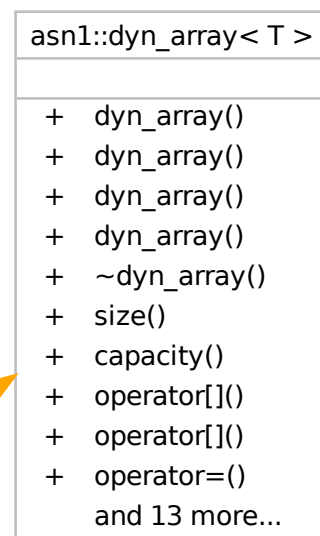 asn1::dyn_array< T >
+ dyn_array()
+ dyn_array()
+ dyn_array()
+ dyn_array()
+ ~dyn_array()
+ size()
+ capacity()
+ operator[]()
+ operator[]()
+ operator=()
and 13 more...